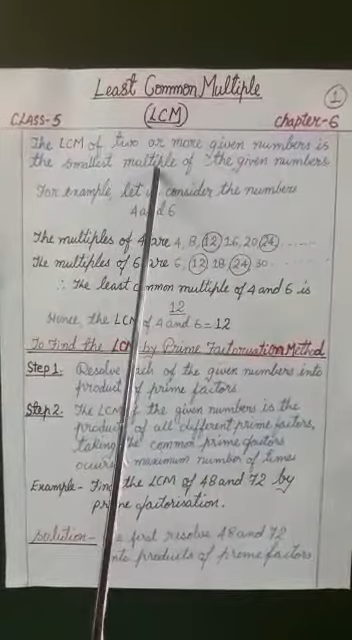 Least Common Multiple
1
(LCM)
CLASS-5
Chapter-6
The LCM of two or more given numbers is
the smallest multiple of the given numbers
For example, let consider the numbers
4 and 6
The multiples of 4 are 4, 8, 12, 16, 20, 24, ......
The multiples of 6 are 6, 12, 18, 24, 30 .....
∴ The least common multiple of 4 and 6 is
12
Hence, the LCM of 4 and 6 = 12
To Find the LCM by Prime Factorisation Method
Step 1. Resolve each of the given numbers into
product of prime factors.
Step 2. The LCM of the given numbers is the
product of all different prime factors,
taking the common prime factors
occurs maximum number of times
Example - Find the LCM of 48 and 72 by
prime factorisation.
Solution - first resolve 48 and 72
into products of prime factors